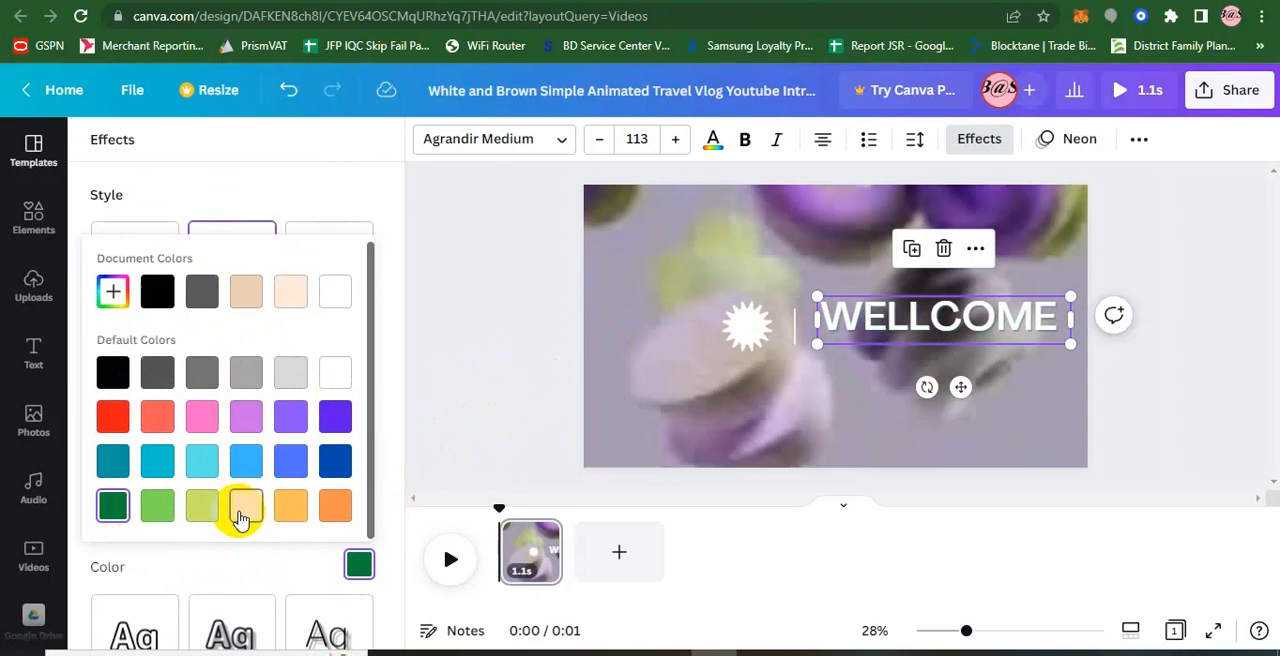 canva.com/design/DAFKEN8ch8I/CYEV64OSCMqURhzYq7jTHA/edit?layoutQuery=Videos
GSPN
Merchant Reportin...
PrismVAT
JFP IQC Skip Fail Pa...
WiFi Router
BD Service Center V...
Samsung Loyalty Pr...
Report JSR - Googl...
Blocktane | Trade Bi...
District Family Plan...
»
Home
File
Resize
White and Brown Simple Animated Travel Vlog Youtube Intr...
Try Canva P...
B@S
1.1s
Share
Templates
Elements
Uploads
Text
Photos
Audio
Videos
Google Drive
Effects
Agrandir Medium
– 113 +
A
B
I
Effects
Neon
Style
Document Colors
Default Colors
Color
Ag
Ag
Ag
WELLCOME
1.1s
Notes
0:00 / 0:01
28%
1